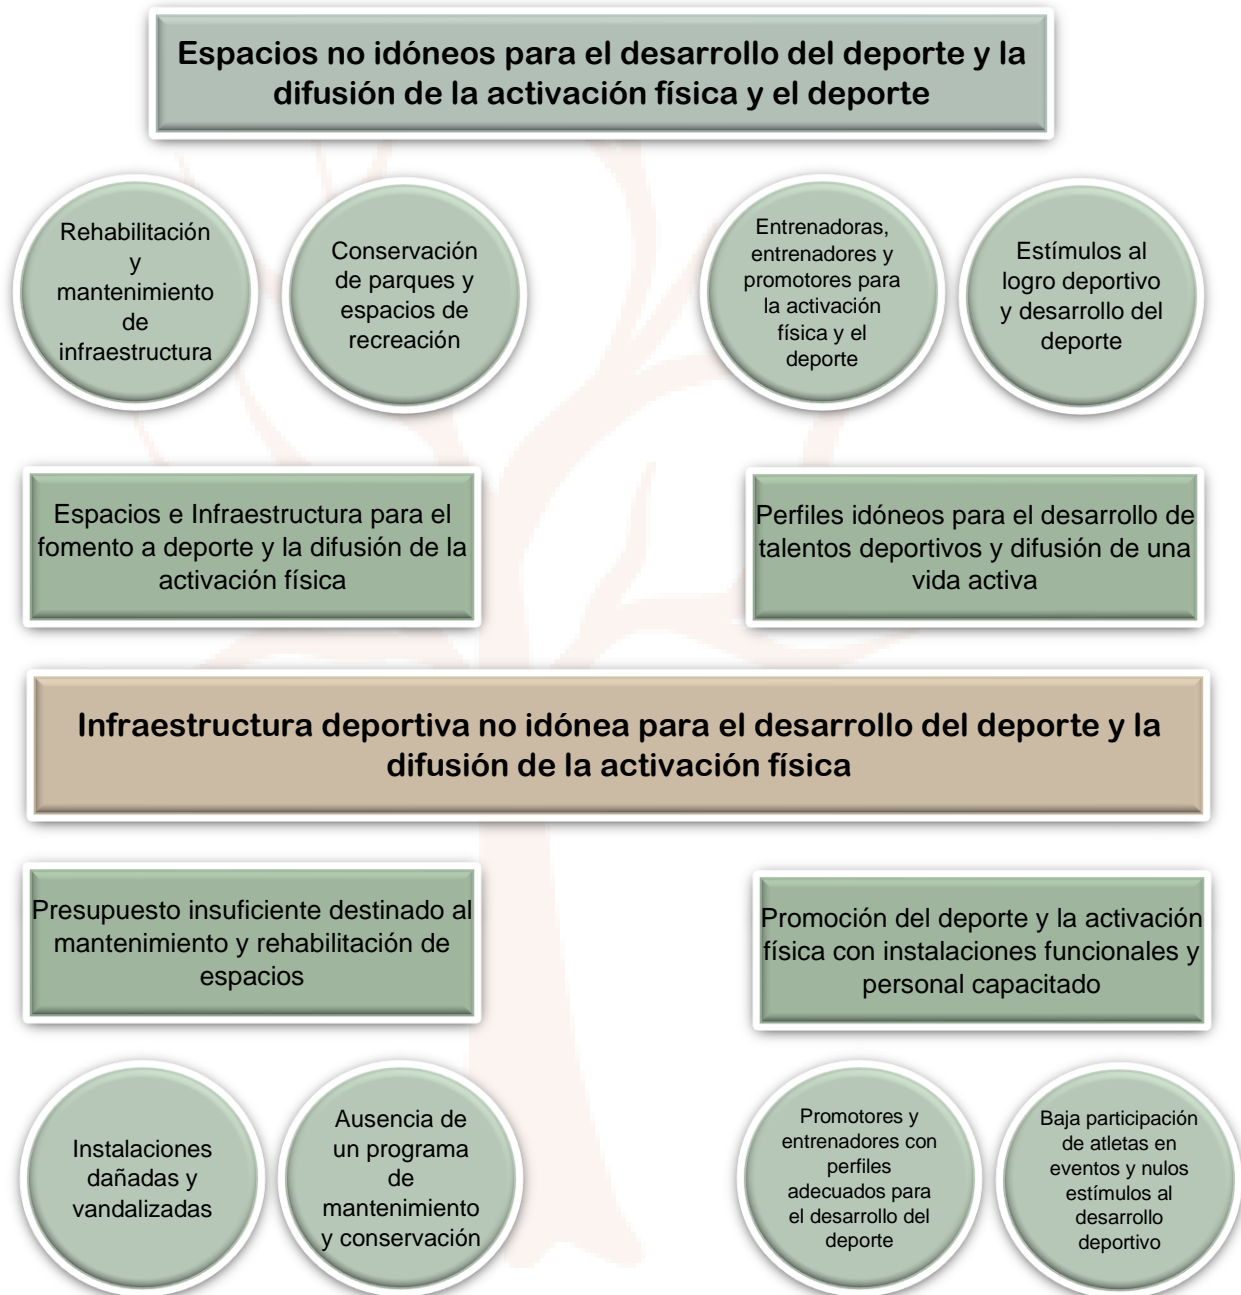 Espacios no idóneos para el desarrollo del deporte y la
difusión de la activación física y el deporte
Rehabilitación
y
mantenimiento
de
infraestructura
Conservación
de parques y
espacios de
recreación
Entrenadoras,
entrenadores y
promotores para
la activación
física y el
deporte
Estímulos al
logro deportivo
y desarrollo del
deporte
Espacios e Infraestructura para el
fomento a deporte y la difusión de la
activación física
Perfiles idóneos para el desarrollo de
talentos deportivos y difusión de una
vida activa
Infraestructura deportiva no idónea para el desarrollo del deporte y la
difusión de la activación física
Presupuesto insuficiente destinado al
mantenimiento y rehabilitación de
espacios
Promoción del deporte y la activación
física con instalaciones funcionales y
personal capacitado
Instalaciones
dañadas y
vandalizadas
Ausencia de
un programa
de
mantenimiento
y conservación
Promotores y
entrenadores con
perfiles
adecuados para
el desarrollo del
deporte
Baja participación
de atletas en
eventos y nulos
estímulos al
desarrollo
deportivo